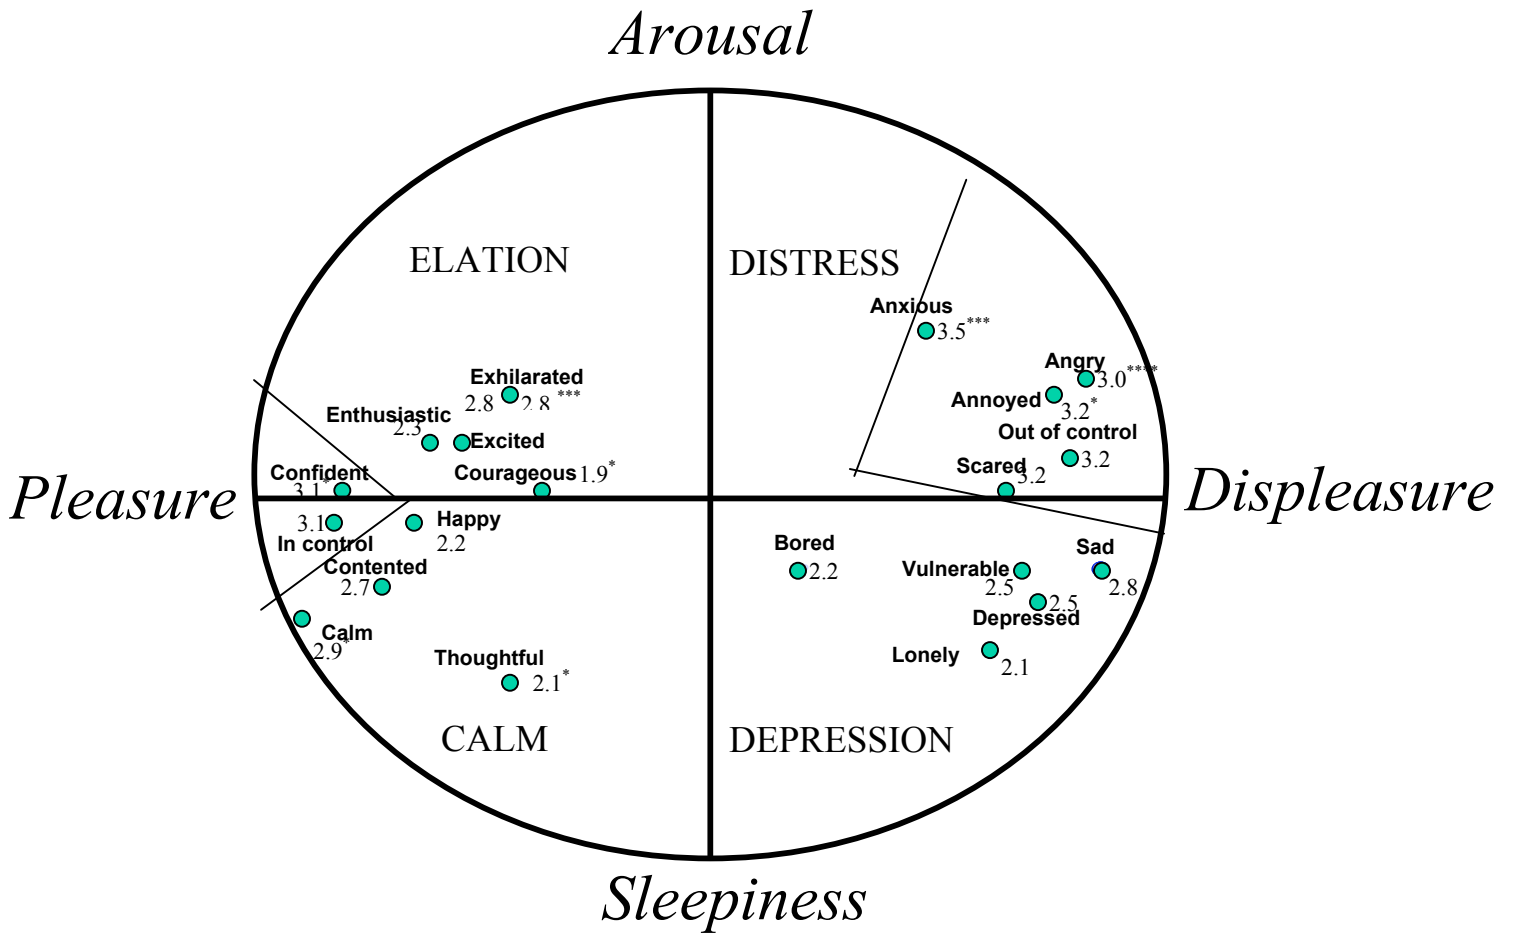 Arousal
ELATION
DISTRESS
Anxious
3.5***
Exhilarated
2.8 2.8 ***
Angry
3.0****
Annoyed
3.2*
Enthusiastic
2.3
Excited
Out of control
3.2
Confident
3.1*
Courageous 1.9*
Scared
3.2
Pleasure
Displeasure
3.1
In control
Happy
2.2
Contented
2.7
Bored
2.2
Vulnerable
2.5
Sad
2.8
2.5
Depressed
Calm
2.9*
Lonely
2.1
Thoughtful
2.1*
CALM
DEPRESSION
Sleepiness